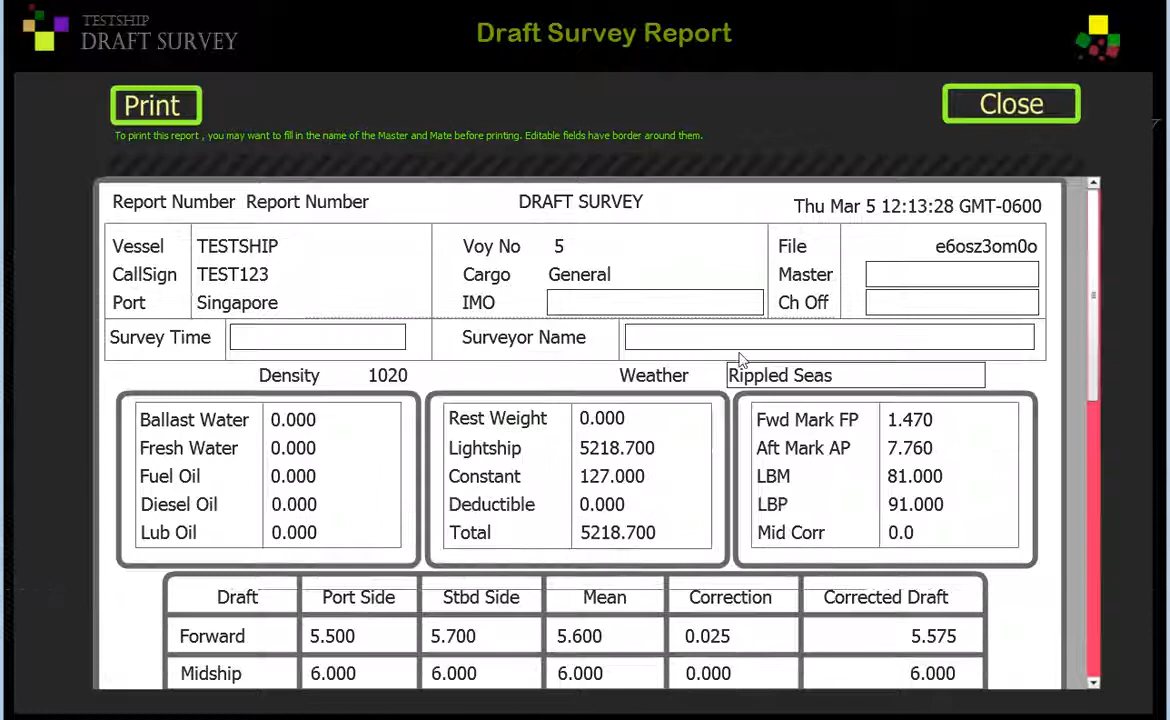 TESTSHIP
DRAFT SURVEY
Draft Survey Report
Print
Close
To pirint this report , you may want to fill in the name of the Master and Mate before printing. Editable fields have border around them.
Report Number Report Number DRAFT SURVEY Thu Mar 5 12:13:28 GMT-0600
Vessel TESTSHIP Voy No 5 File e6osz3om0o
CallSign TEST123 Cargo General Master
Port Singapore IMO Ch Off
Survey Time Surveyor Name
Density 1020 Weather Rippled Seas
Ballast Water 0.000 Rest Weight 0.000 Fwd Mark FP 1.470
Fresh Water 0.000 Lightship 5218.700 Aft Mark AP 7.760
Fuel Oil 0.000 Constant 127.000 LBM 81.000
Diesel Oil 0.000 Deductible 0.000 LBP 91.000
Lub Oil 0.000 Total 5218.700 Mid Corr 0.0
Draft Port Side Stbd Side Mean Correction Corrected Draft
Forward 5.500 5.700 5.600 0.025 5.575
Midship 6.000 6.000 6.000 0.000 6.000